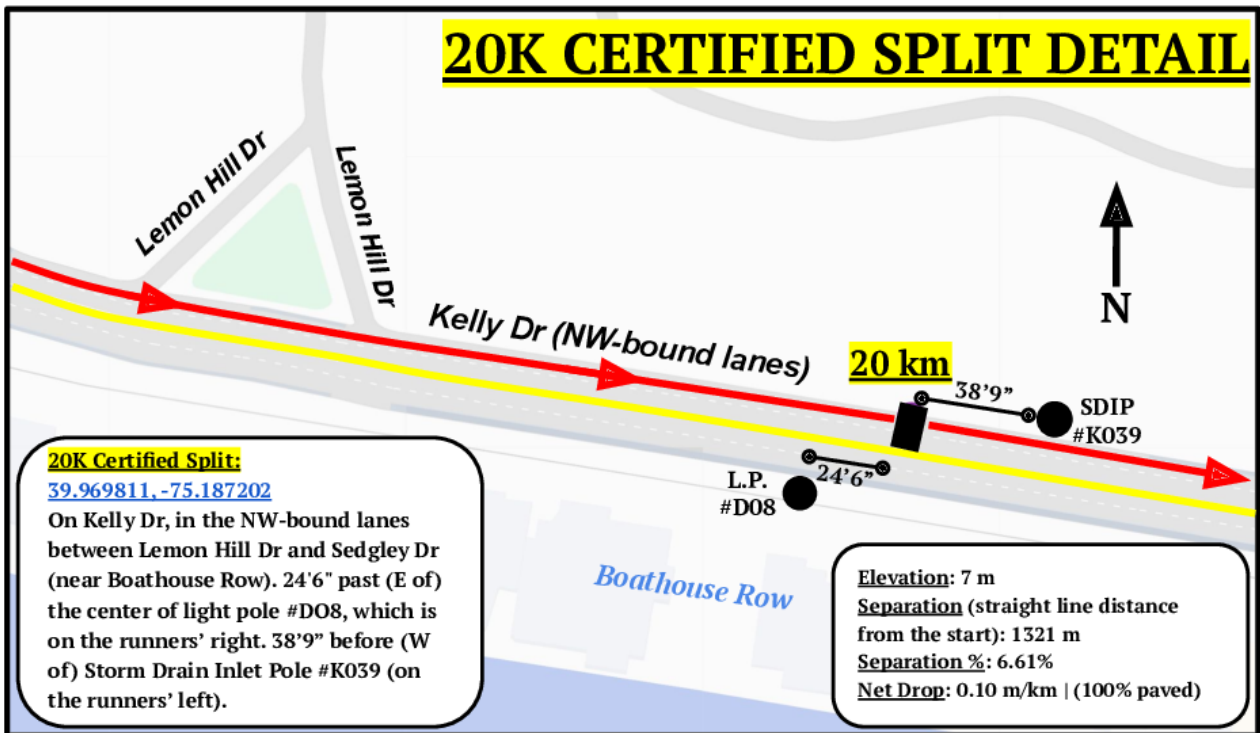 20K CERTIFIED SPLIT DETAIL
Lemon Hill Dr
Lemon Hill Dr
Kelly Dr (NW-bound lanes)
N
20 km
38’9”
SDIP
#K039
24’6”
L.P.
#D08
Boathouse Row
20K Certified Split:
39.969811, -75.187202
On Kelly Dr, in the NW-bound lanes
between Lemon Hill Dr and Sedgley Dr
(near Boathouse Row). 24'6" past (E of)
the center of light pole #DO8, which is
on the runners’ right. 38’9” before (W
of) Storm Drain Inlet Pole #K039 (on
the runners’ left).
Elevation: 7 m
Separation (straight line distance
from the start): 1321 m
Separation %: 6.61%
Net Drop: 0.10 m/km | (100% paved)